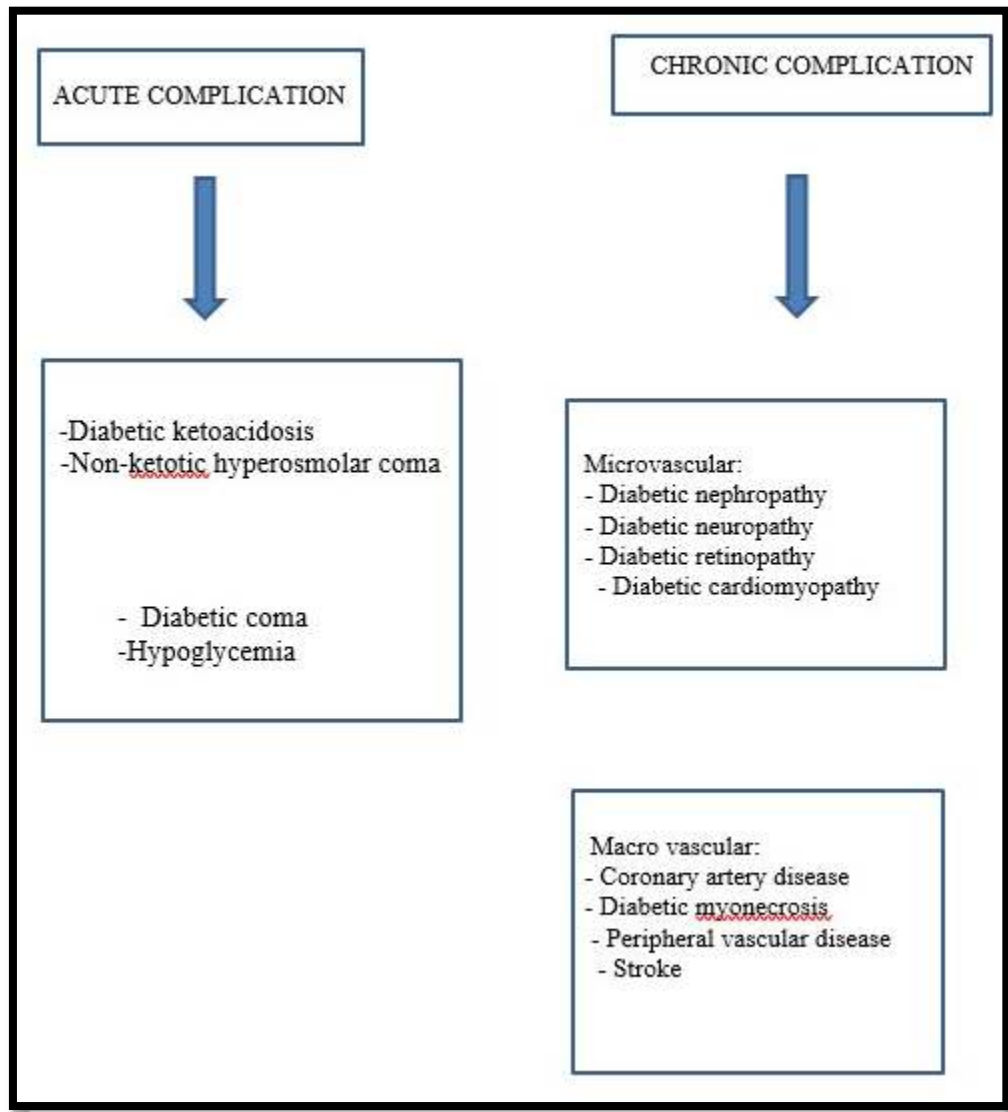 ACUTE COMPLICATION
-Diabetic ketoacidosis
-Non-ketotic hyperosmolar coma
- Diabetic coma
-Hypoglycemia
CHRONIC COMPLICATION
Microvascular:
- Diabetic nephropathy
- Diabetic neuropathy
- Diabetic retinopathy
- Diabetic cardiomyopathy
Macro vascular:
- Coronary artery disease
- Diabetic myonecrosis
- Peripheral vascular disease
- Stroke